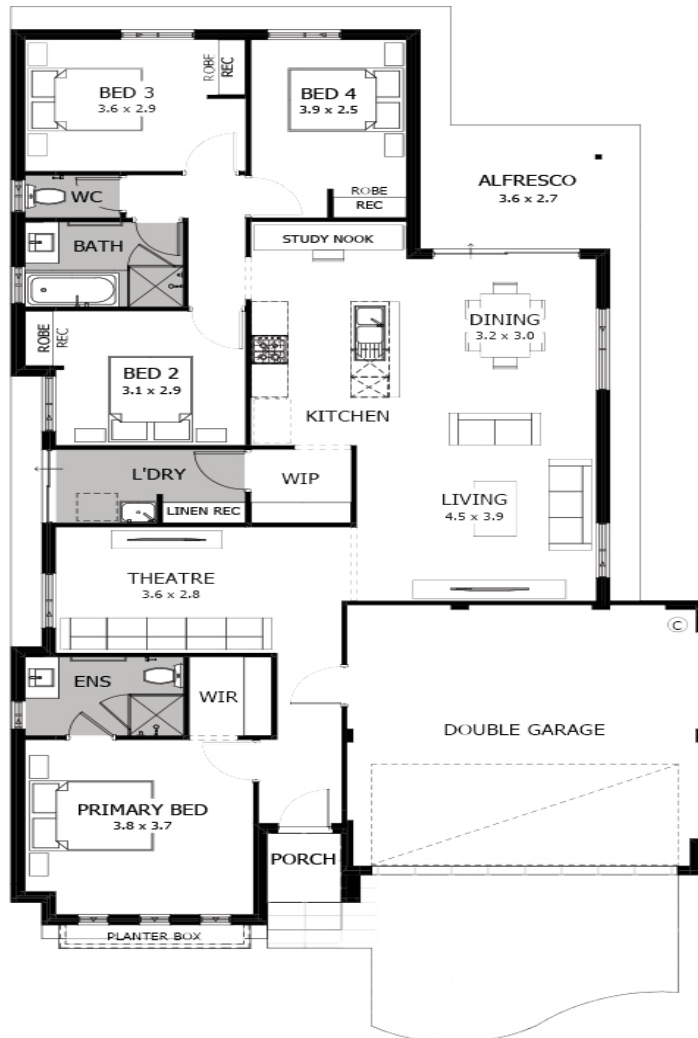 BED 3
3.6 x 2.9
ROBE
REC
BED 4
3.9 x 2.5
ROBE
REC
ALFRESCO
3.6 x 2.7
WC
BATH
STUDY NOOK
DINING
3.2 x 3.0
ROBE
REC
BED 2
3.1 x 2.9
KITCHEN
L'DRY
LINEN REC
WIP
LIVING
4.5 x 3.9
THEATRE
3.6 x 2.8
C
ENS
WIR
DOUBLE GARAGE
PRIMARY BED
3.8 x 3.7
PORCH
PLANTER BOX